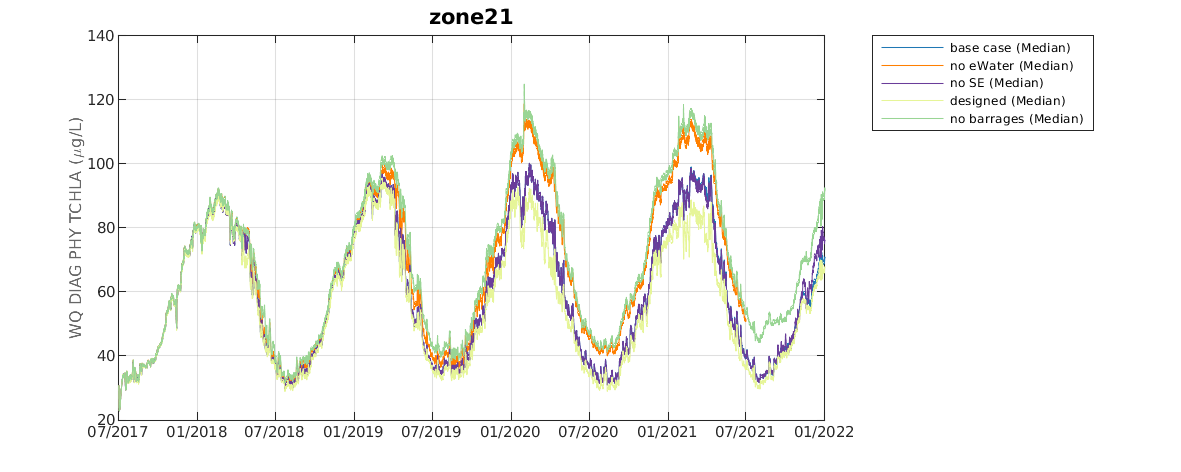 zone21
WQ DIAG PHY TCHLA (μg/L)
140
120
100
80
60
40
20
07/2017 01/2018 07/2018 01/2019 07/2019 01/2020 07/2020 01/2021 07/2021 01/2022
base case (Median)
no eWater (Median)
no SE (Median)
designed (Median)
no barrages (Median)